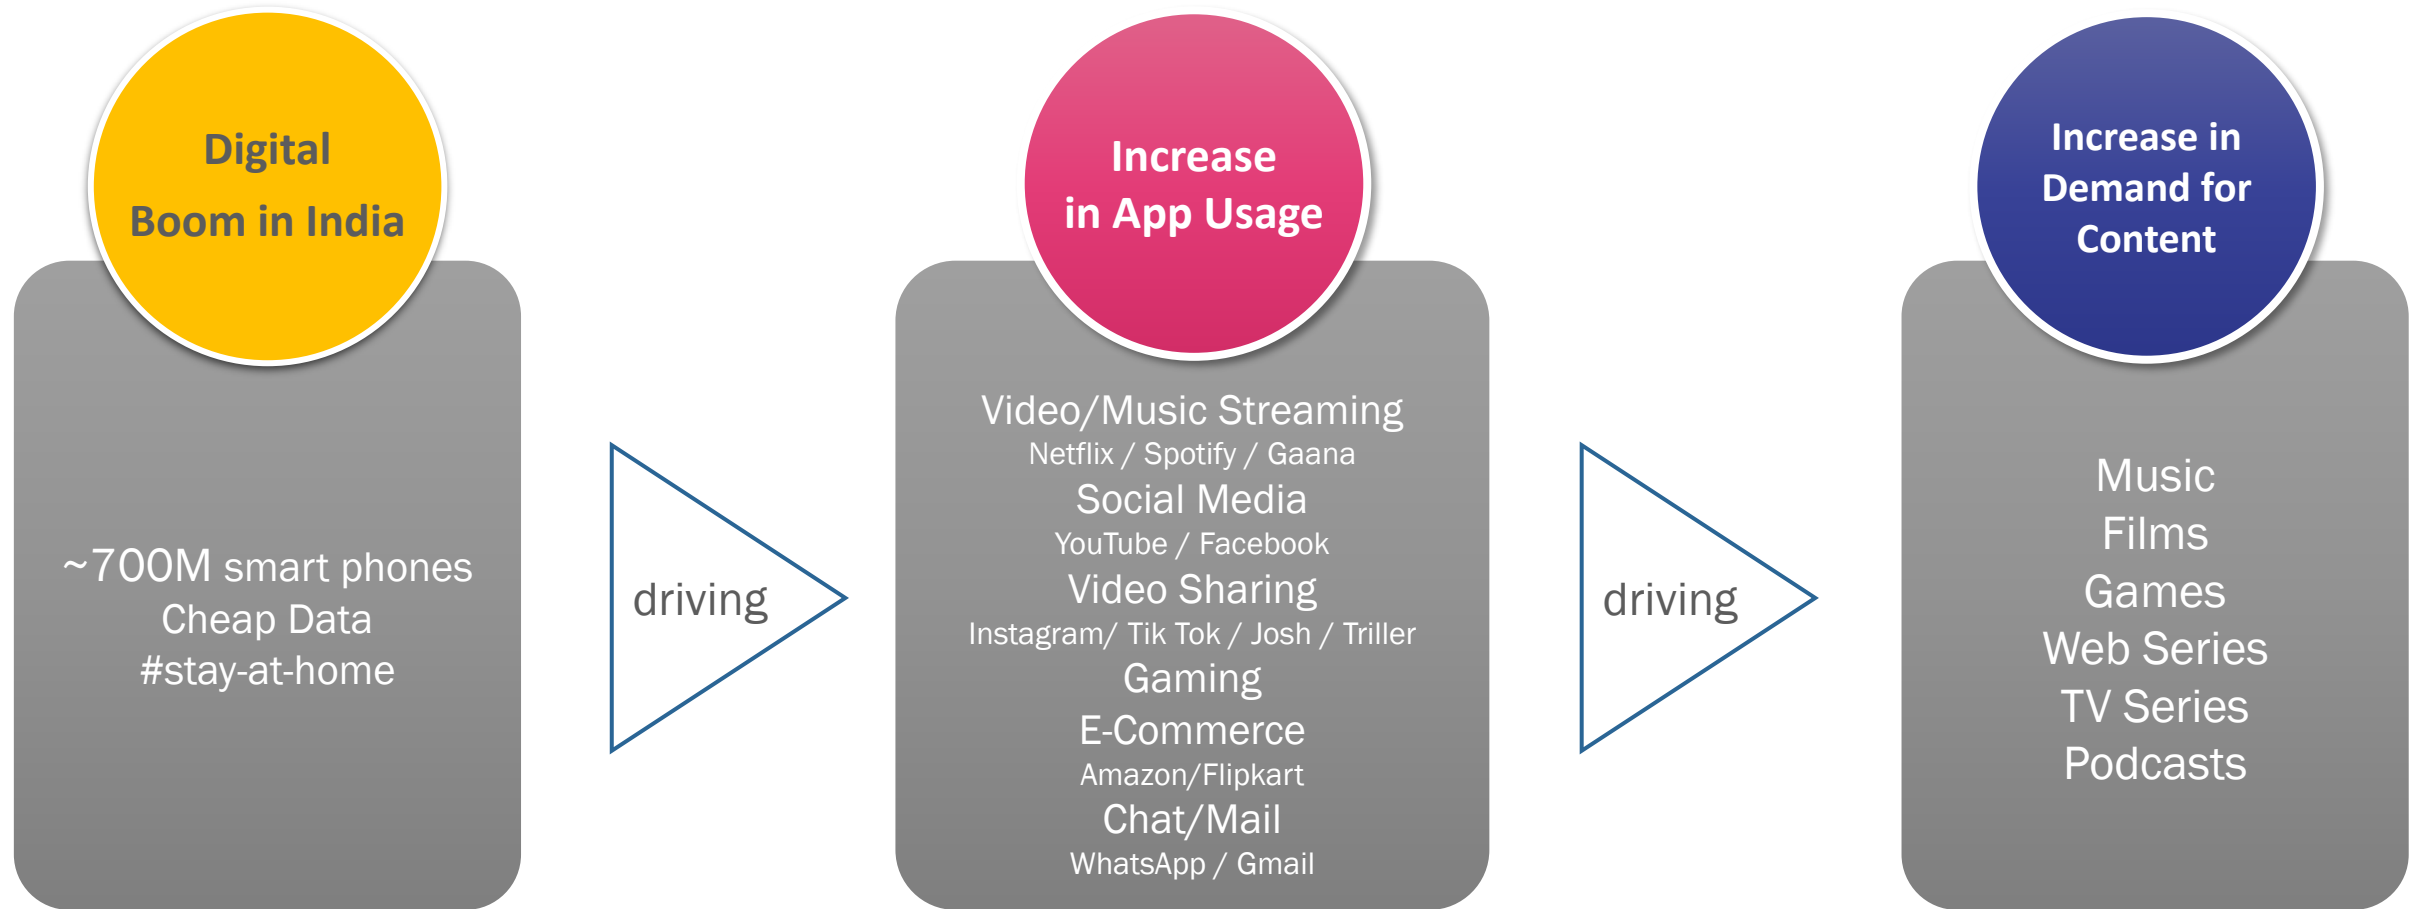 Digital
Boom in India
~700M smart phones
Cheap Data
#stay-at-home
driving
Increase
in App Usage
Video/Music Streaming
Netflix / Spotify / Gaana
Social Media
YouTube / Facebook
Video Sharing
Instagram/ Tik Tok / Josh / Triller
Gaming
E-Commerce
Amazon/Flipkart
Chat/Mail
WhatsApp / Gmail
driving
Increase in
Demand for
Content
Music
Films
Games
Web Series
TV Series
Podcasts